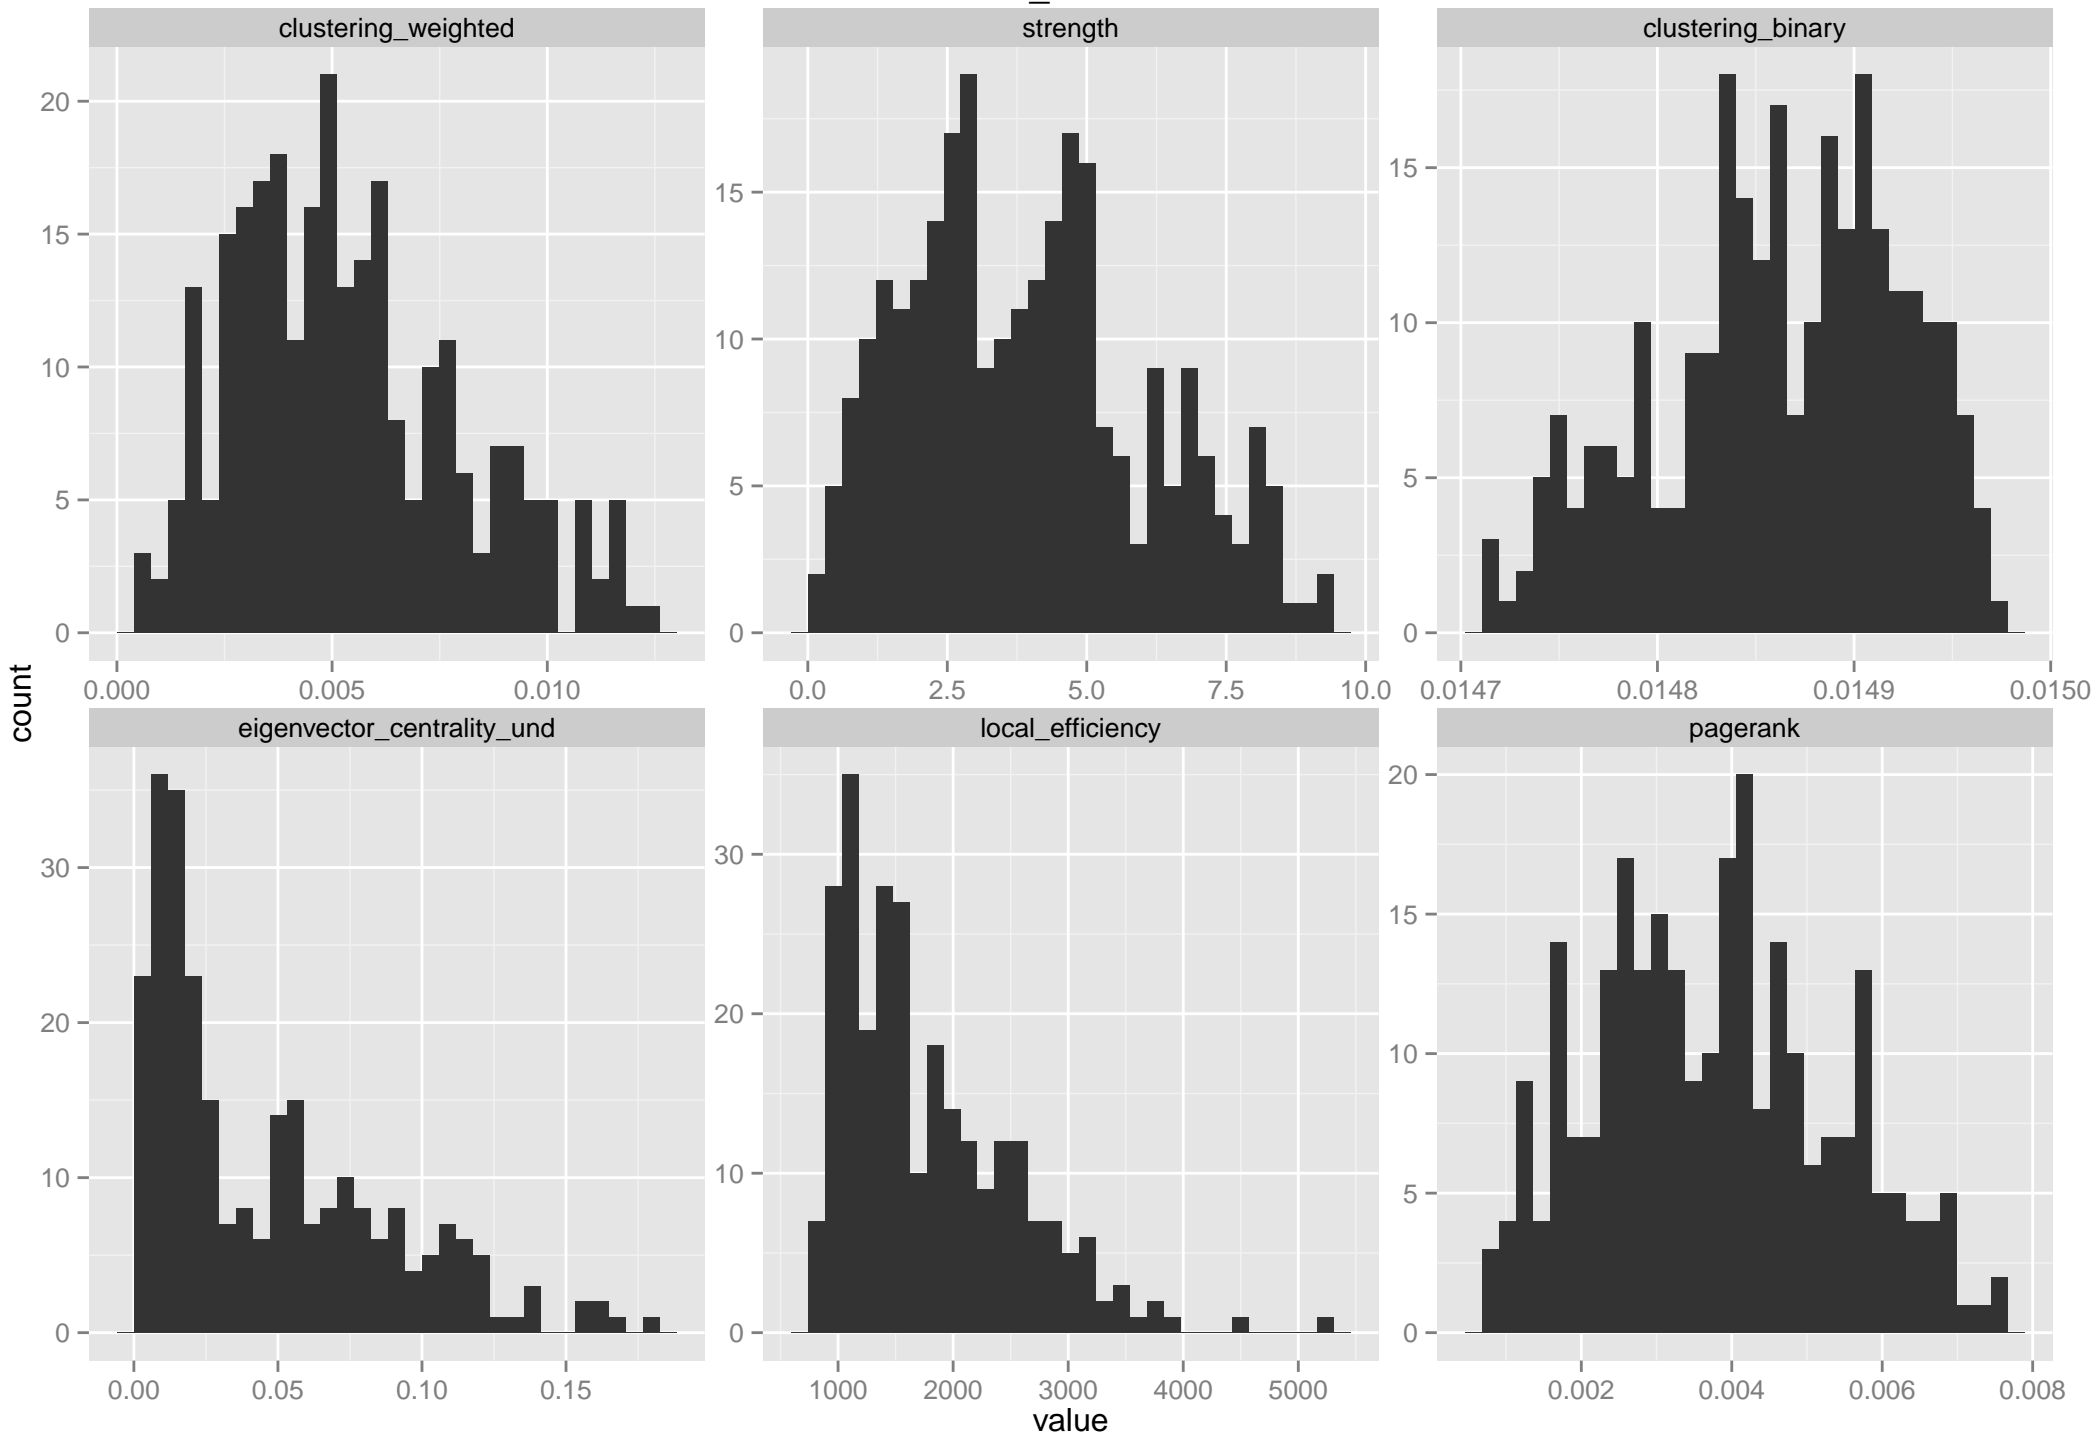 clustering_weighted strength clustering_binary
20
15
10
5
0
15
10
5
0
15
10
5
0
0.000 0.005 0.010
0.0 2.5 5.0 7.5 10.0
0.0147 0.0148 0.0149 0.0150
count
eigenvector_centrality_und local_efficiency pagerank
30
20
10
0
30
20
10
0
20
15
10
5
0
0.00 0.05 0.10 0.15
1000 2000 3000 4000 5000
0.002 0.004 0.006 0.008
value